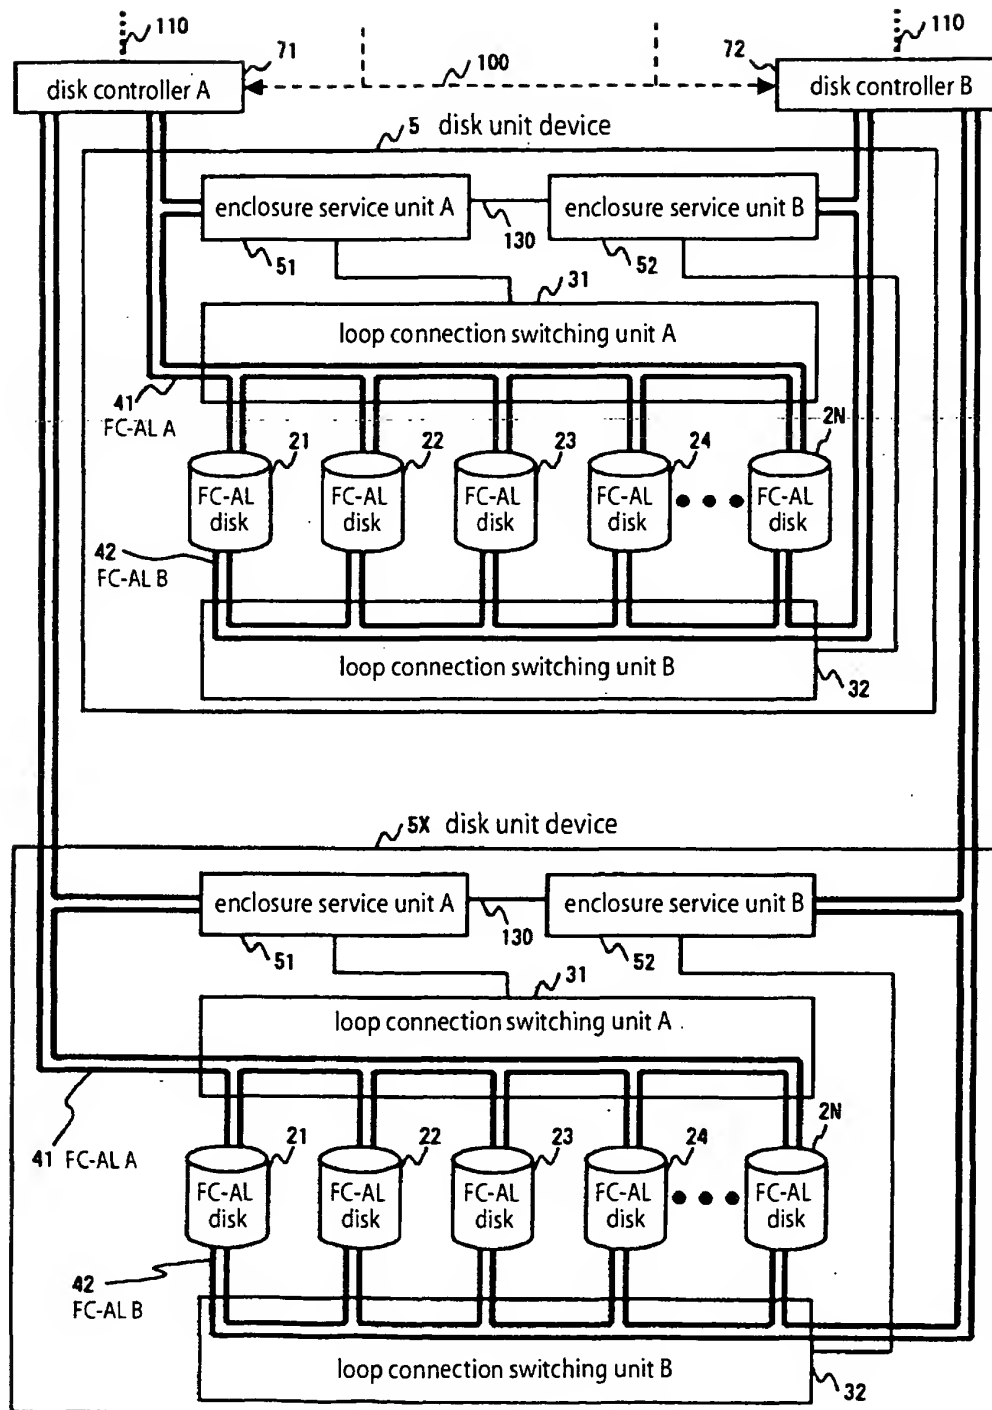 110
110
71
72
100
disk controller A
disk controller B
5 disk unit device
enclosure service unit A
enclosure service unit B
130
51
52
31
loop connection switching unit A
41
FC-AL A
21
22
23
24
2N
FC-AL
disk
FC-AL
disk
FC-AL
disk
FC-AL
disk
FC-AL
disk
42
FC-AL B
loop connection switching unit B
32
5X disk unit device
enclosure service unit A
enclosure service unit B
130
51
52
31
loop connection switching unit A
41 FC-AL A
21
22
23
24
2N
FC-AL
disk
FC-AL
disk
FC-AL
disk
FC-AL
disk
FC-AL
disk
42
FC-AL B
loop connection switching unit B
32